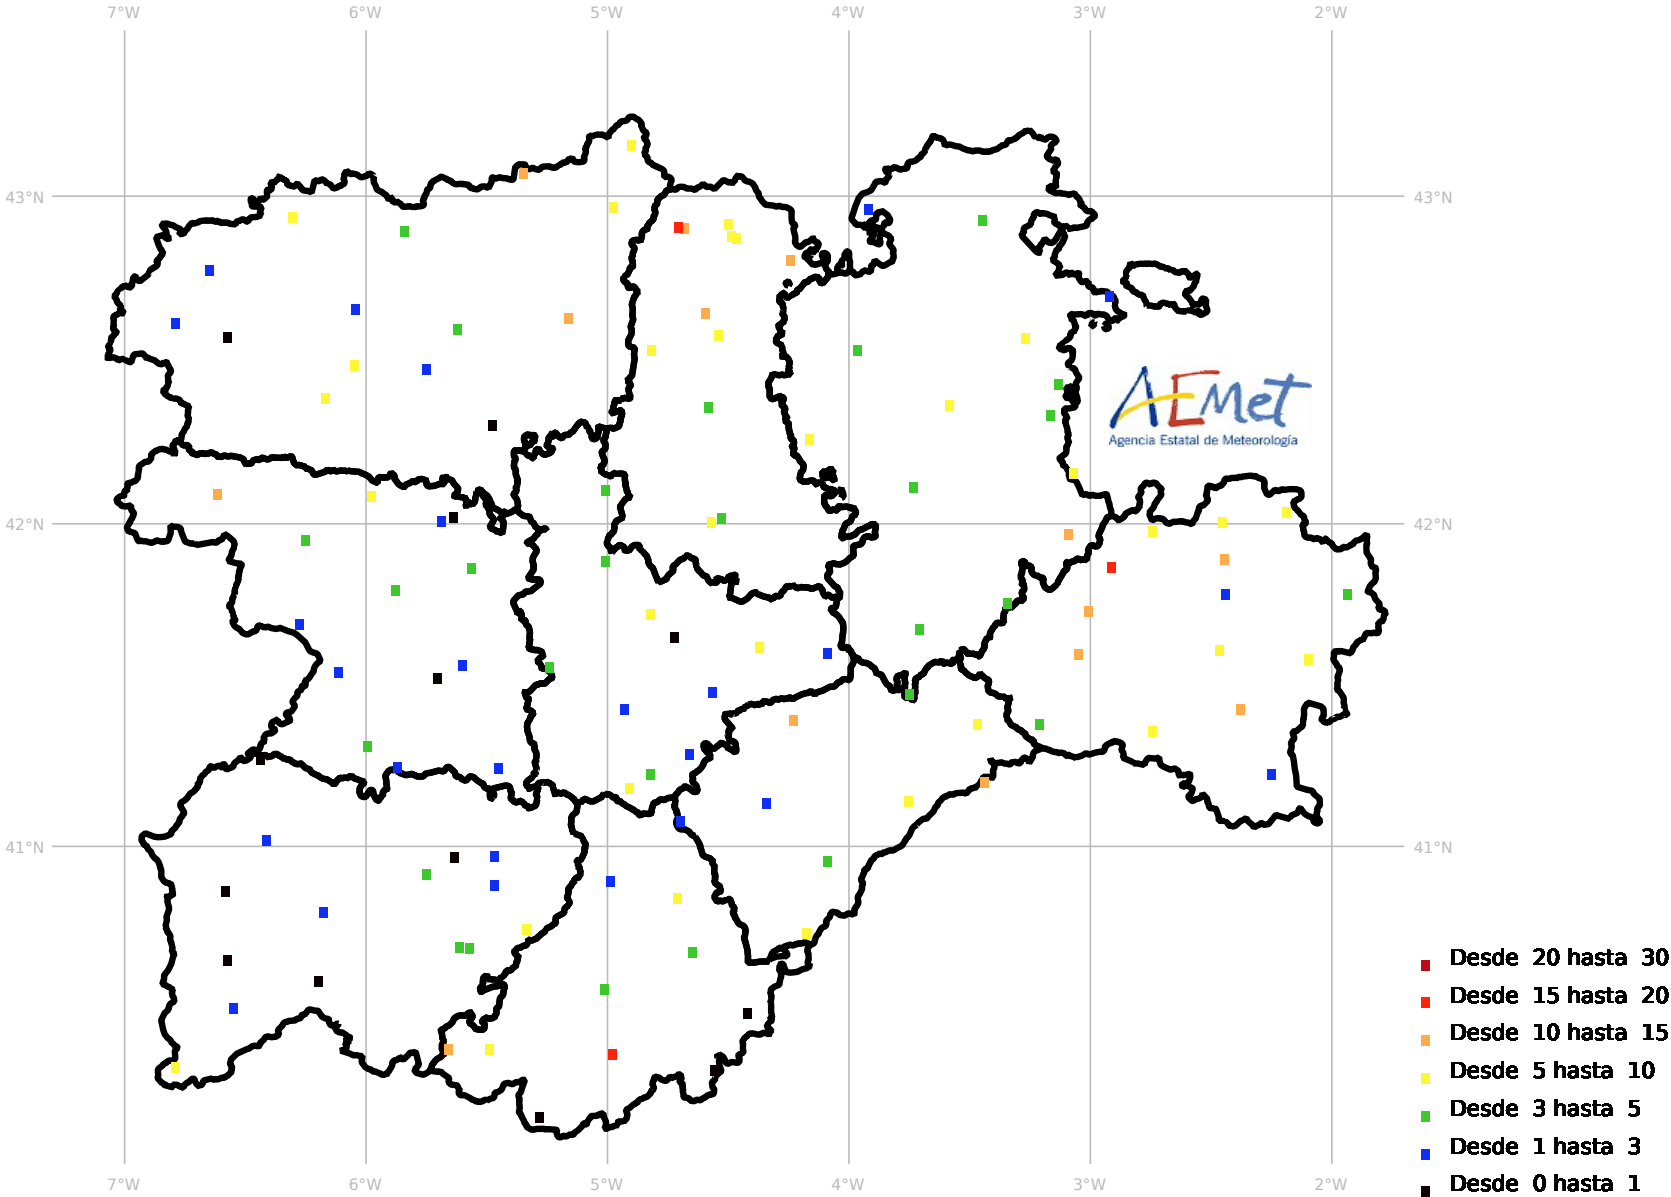 7°W 6°W 5°W 4°W 3°W 2°W
43°N 43°N
AEMet
Agencia Estatal de Meteorología
42°N 42°N
41°N 41°N
Desde 20 hasta 30
Desde 15 hasta 20
Desde 10 hasta 15
Desde 5 hasta 10
Desde 3 hasta 5
Desde 1 hasta 3
Desde 0 hasta 1
7°W 6°W 5°W 4°W 3°W 2°W